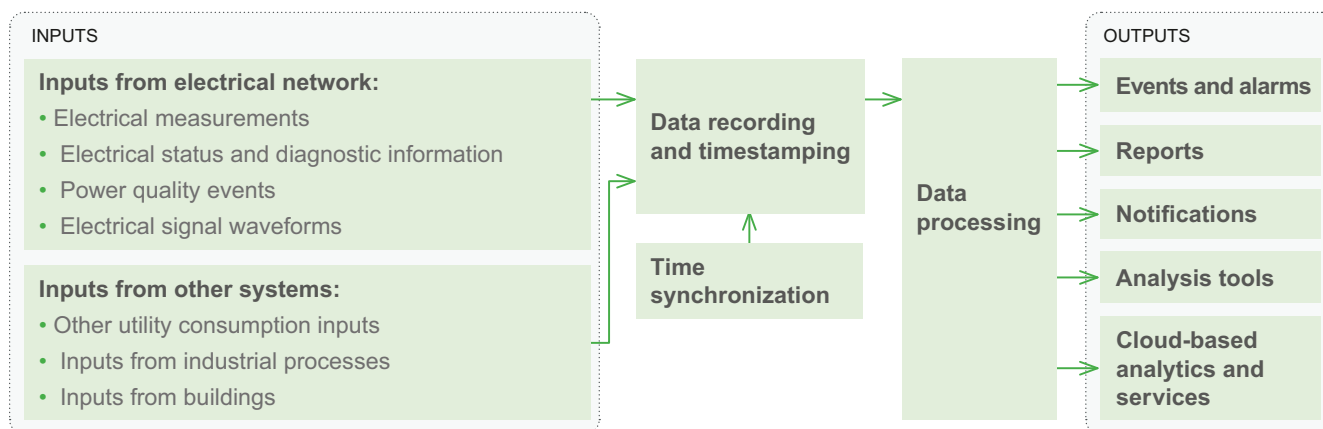 INPUTS
Inputs from electrical network:
• Electrical measurements
• Electrical status and diagnostic information
• Power quality events
• Electrical signal waveforms
Inputs from other systems:
• Other utility consumption inputs
• Inputs from industrial processes
• Inputs from buildings
Data recording
and timestamping
Time
synchronization
Data
processing
OUTPUTS
Events and alarms
Reports
Notifications
Analysis tools
Cloud-based
analytics and
services